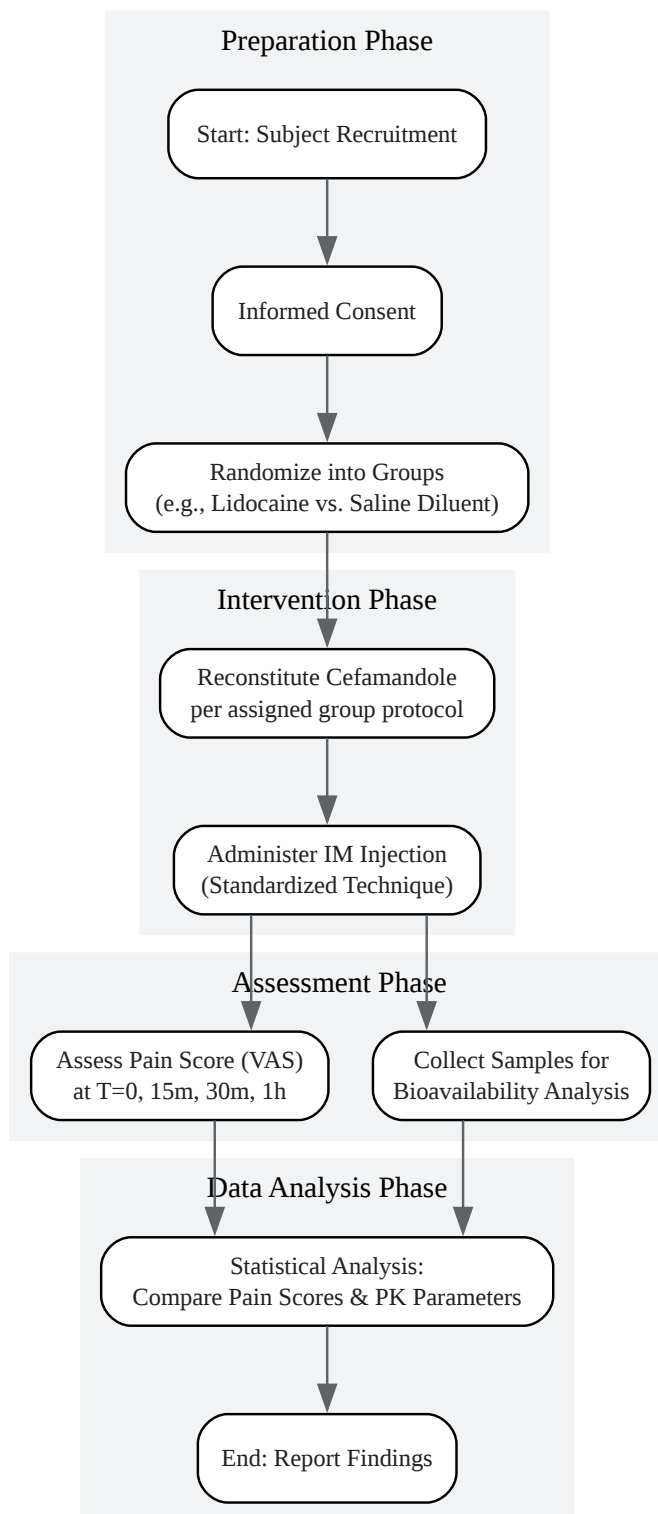 Preparation Phase
Start: Subject Recruitment
Informed Consent
Randomize into Groups
(e.g., Lidocaine vs. Saline Diluent)
Intervention Phase
Reconstitute Cefamandole
per assigned group protocol
Administer IM Injection
(Standardized Technique)
Assessment Phase
Assess Pain Score (VAS)
at T=0, 15m, 30m, 1h
Collect Samples for
Bioavailability Analysis
Data Analysis Phase
Statistical Analysis:
Compare Pain Scores & PK Parameters
End: Report Findings